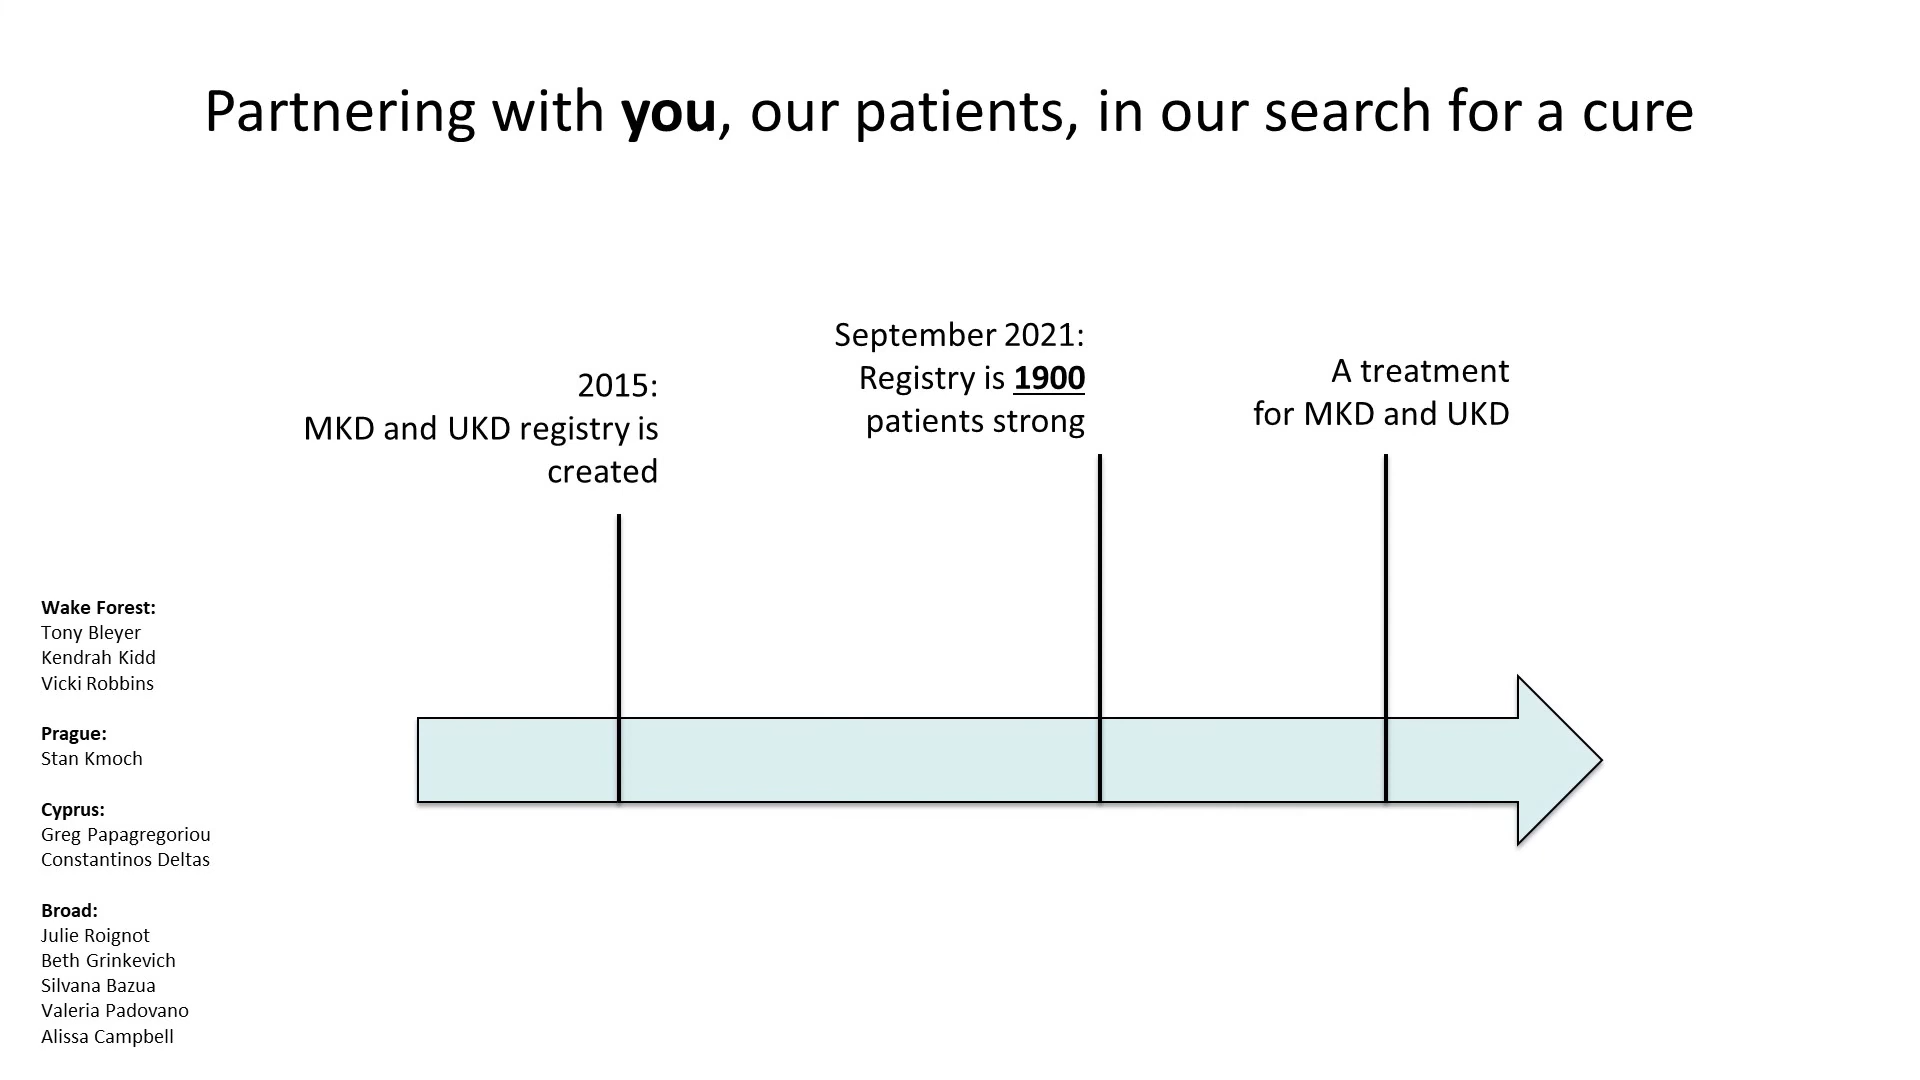 Partnering with you, our patients, in our search for a cure
2015:
MKD and UKD registry is
created
September 2021:
Registry is 1900
patients strong
A treatment
for MKD and UKD
Wake Forest:
Tony Bleyer
Kendrah Kidd
Vicki Robbins
Prague:
Stan Kmoch
Cyprus:
Greg Papagregoriou
Constantinos Deltas
Broad:
Julie Roignot
Beth Grinkevich
Silvana Bazua
Valeria Padovano
Alissa Campbell